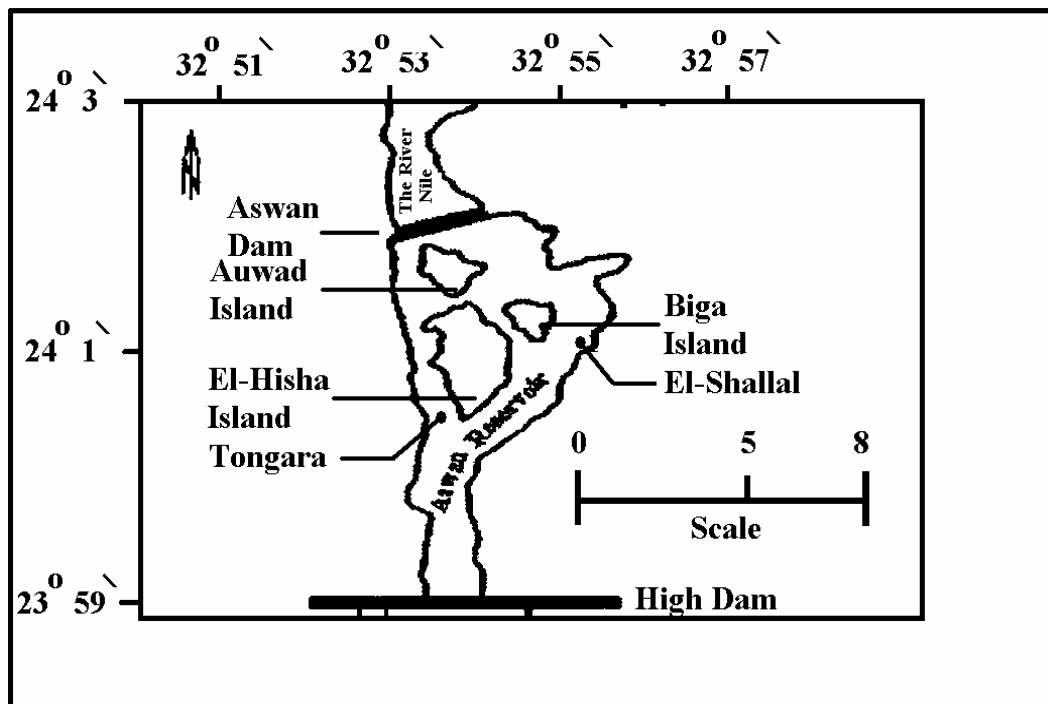 32° 51\ 32° 53\ 32° 55\ 32° 57\
24° 3\
N
The River
Nile
Aswan
Dam
Auwad
Island
Biga
Island
24° 1\
El-Hisha
Island
El-Shallal
Tongara
Aswan Reservoir
0 5 8
Scale
23° 59\
High Dam